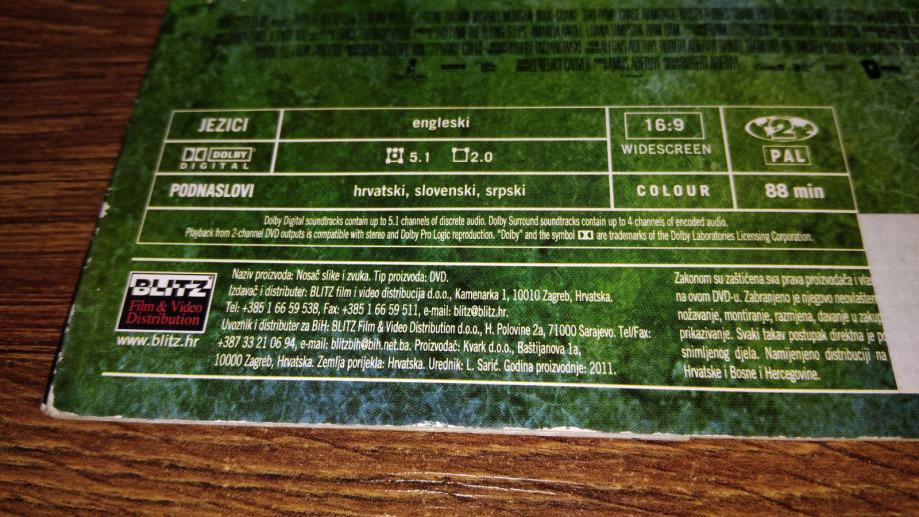 JEZICI
engleski
16:9
WIDESCREEN
2
PAL
DOLBY
DIGITAL
5.1 2.0
PODNASLOVI
hrvatski, slovenski, srpski
COLOUR
88 min
Dolby Digital soundtracks contain up to 5.1 channels of discrete audio. Dolby Surround soundtracks contain up to 4 channels of encoded audio.
Playback from 2-channel DVD outputs is compatible with stereo and Dolby Pro Logic reproduction. "Dolby" and the symbol are trademarks of the Dolby Laboratories Licensing Corporation.
BLITZ
Film & Video
Distribution
www.blitz.hr
Naziv proizvoda: Nosač slike i zvuka. Tip proizvoda: DVD.
Izdavač i distributer: BLITZ film i video distribucija d.o.o., Kamenarka 1, 10010 Zagreb, Hrvatska.
Tel: +385 1 66 59 538, Fax: +385 1 66 59 511, e-mail: blitz@blitz.hr.
Uvoznik i distributer za BiH: BLITZ Film & Video Distribution d.o.o., H. Polovine 2a, 71000 Sarajevo. Tel/Fax:
+387 33 21 06 94, e-mail: blitzbih@bih.net.ba. Proizvođač: Kvark d.o.o., Baštijanova 1a,
10000 Zagreb, Hrvatska. Zemlja porijekla: Hrvatska. Urednik: L. Sarić. Godina proizvodnje: 2011.
Zakonom su zaštićena sva prava proizvođača i vlas
na ovom DVD-u. Zabranjeno je njegovo neovlašten
nožavanje, montiranje, razmjena, davanje u zakup
prikazivanje. Svaki takav postupak direktna je po
snimljenog djela. Namijenjeno distribuciji na
Hrvatske i Bosne i Hercegovine.